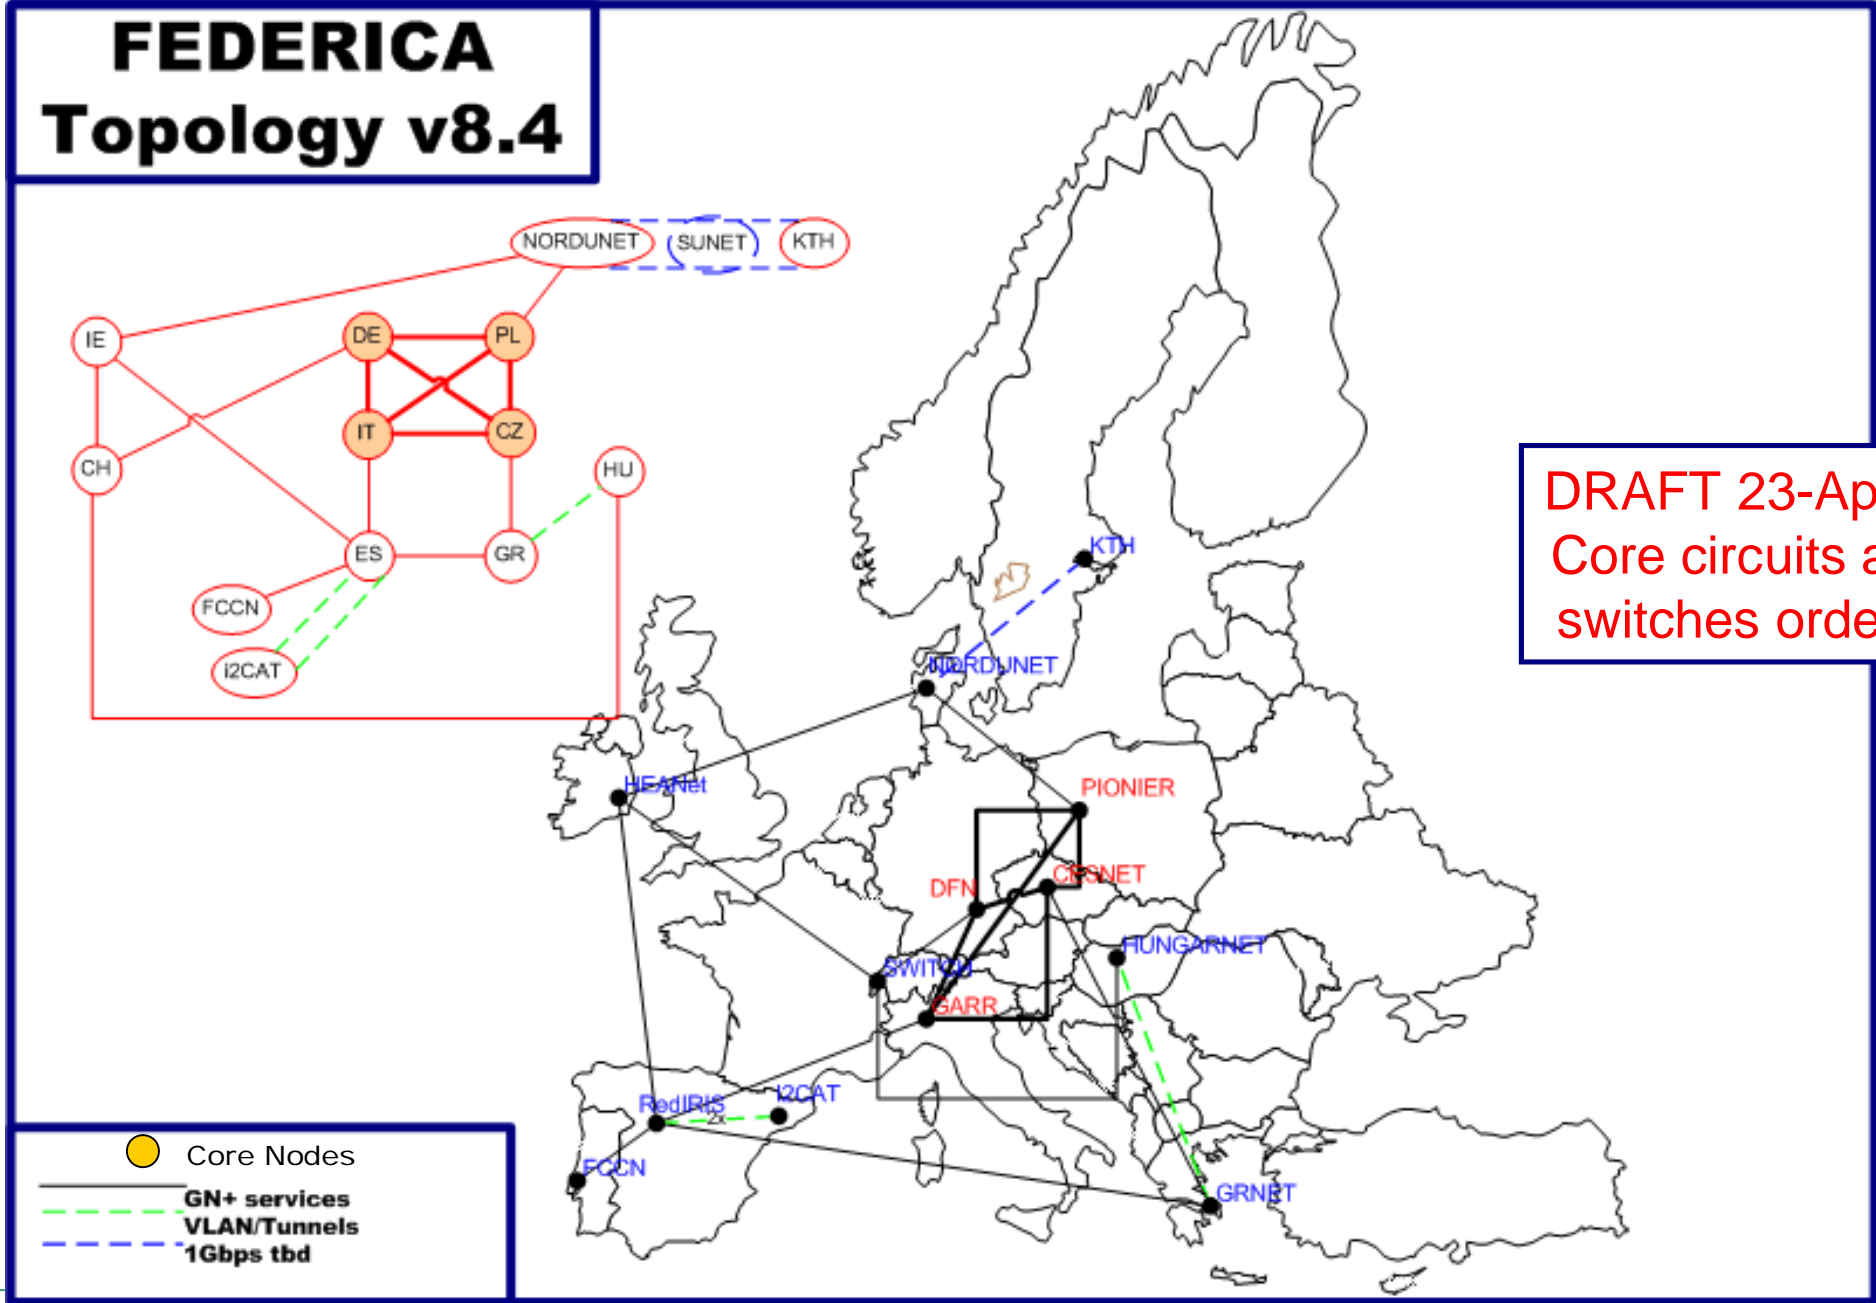 FEDERICA
Topology v8.4
NORDUNET
SUNET
KTH
IE
DE
PL
IT
CZ
CH
HU
ES
GR
FCCN
i2CAT
DRAFT 23-Ap
Core circuits a
switches orde
KTH
NORDUNET
HEANet
PIONIER
DFN
CESNET
HUNGARNET
SWITCH
GARR
RedIRIS
2x
I2CAT
FCCN
GRNET
Core Nodes
GN+ services
VLAN/Tunnels
1Gbps tbd